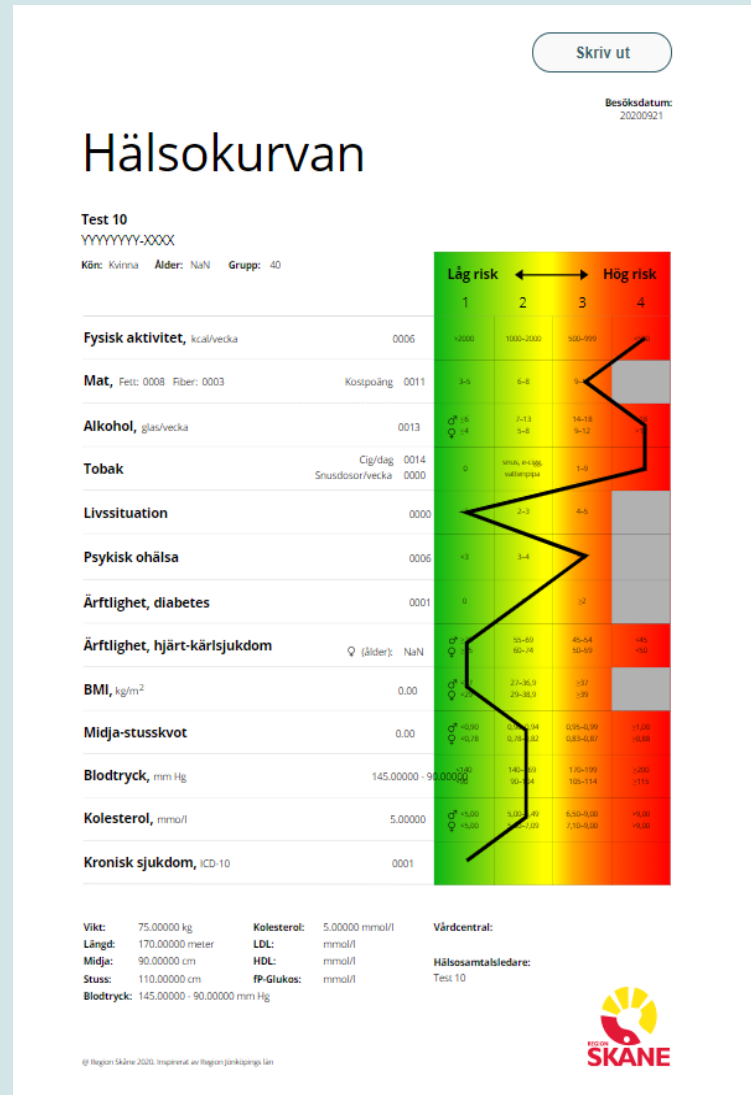 Skriv ut
Besöksdatum:
20200921
Hälsokurvan
Test 10
YYYYYYYY-XXXX
Kön: Kvinna Ålder: NaN Grupp: 40
Låg risk Hög risk
1 2 3 4
Fysisk aktivitet, kcal/vecka 0006 >2000 1000–2000 500–999
Mat, Fett: 0008 Fiber: 0003 Kostpoäng 0011 3–5 6–8
Alkohol, glas/vecka 0013
♂ ≤6 7–13 14–18
♀ ≤4 5–8 9–12
Tobak
Cig/dag 0014
Snusdosor/vecka 0000
0 snus, e-cigg, 1–9
vattenpipa
Livssituation 0000 2–3 4–5
Psykisk ohälsa 0006 <3 3–4
Ärftlighet, diabetes 0001 0 ≥2
Ärftlighet, hjärt-kärlsjukdom ♀ (ålder): NaN
♂ 55–69 45–54 <45
♀ 60–74 50–59 <50
BMI, kg/m² 0.00
♂ 27–36,9 ≥37
♀ 29–38,9 ≥39
Midja-stusskvot 0.00
♂ <0,90 0,95–0,99 ≥1,00
♀ <0,78 0,83–0,87 ≥0,88
Blodtryck, mm Hg 145.00000 - 90.00000
170–199 ≥200
105–114 ≥115
Kolesterol, mmo/l 5.00000
♂ <5,00 6,50–9,00 >9,00
♀ <5,00 7,10–9,00 >9,00
Kronisk sjukdom, ICD-10 0001
Vikt: 75.00000 kg
Längd: 170.00000 meter
Midja: 90.00000 cm
Stuss: 110.00000 cm
Blodtryck: 145.00000 - 90.00000 mm Hg
Kolesterol: 5.00000 mmol/l
LDL: mmol/l
HDL: mmol/l
fP-Glukos: mmol/l
Vårdcentral:
Hälsosamtalsledare:
Test 10
@ Region Skåne 2020. Inspirerat av Region Jönköpings län
REGION
SKÅNE